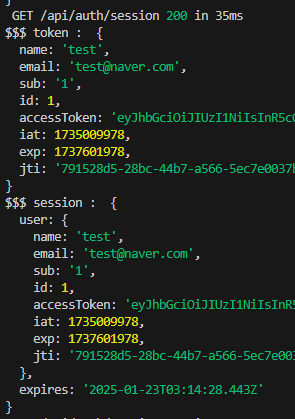 }
GET /api/auth/session 200 in 35ms
$$$ token :  {
  name: 'test',
  email: 'test@naver.com',
  sub: '1',
  id: 1,
  accessToken: 'eyJhbGciOiJIUzI1NiIsInR5cC
  iat: 1735009978,
  exp: 1737601978,
  jti: '791528d5-28bc-44b7-a566-5ec7e0037b
}
$$$ session :  {
  user: {
    name: 'test',
    email: 'test@naver.com',
    sub: '1',
    id: 1,
    accessToken: 'eyJhbGciOiJIUzI1NiIsInR5
    iat: 1735009978,
    exp: 1737601978,
    jti: '791528d5-28bc-44b7-a566-5ec7e003
  },
  expires: '2025-01-23T03:14:28.443Z'
}